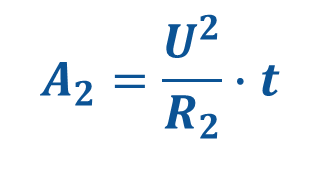 A₂ = U²/R₂ · t